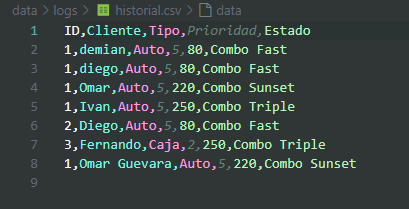 data > logs > historial.csv > data
1 ID,Cliente,Tipo,Prioridad,Estado
2 1,demian,Auto,5,80,Combo Fast
3 1,diego,Auto,5,80,Combo Fast
4 1,Omar,Auto,5,220,Combo Sunset
5 1,Ivan,Auto,5,250,Combo Triple
6 2,Diego,Auto,5,80,Combo Fast
7 3,Fernando,Caja,2,250,Combo Triple
8 1,Omar Guevara,Auto,5,220,Combo Sunset
9